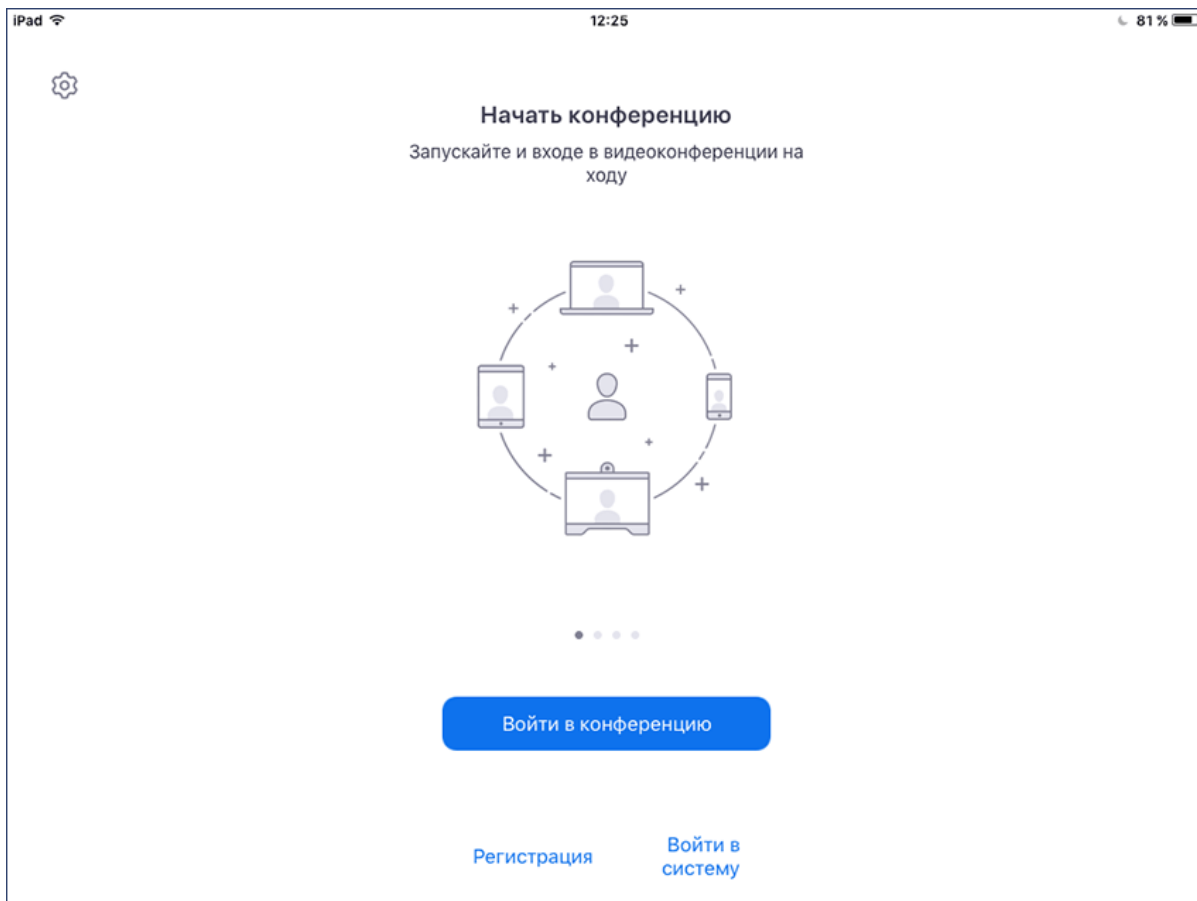 iPad
12:25
81 %
Начать конференцию
Запускайте и входе в видеоконференции на
ходу
Войти в конференцию
Регистрация
Войти в
систему